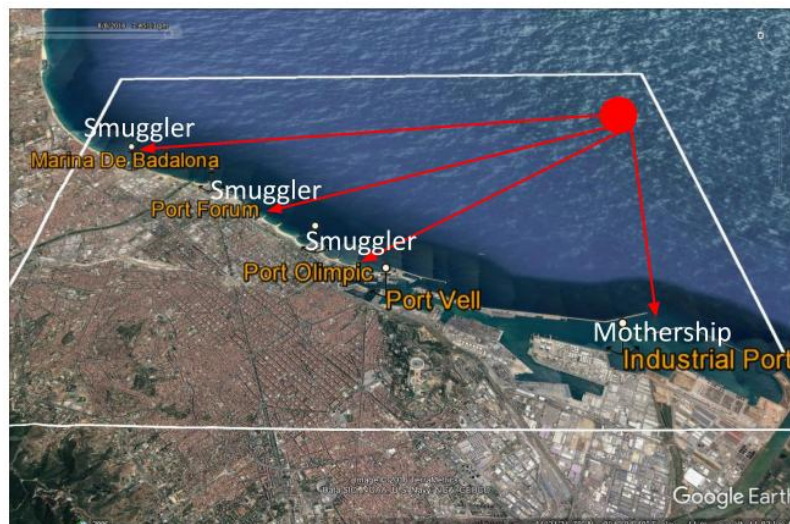 Smuggler
Marina De Badalona
Smuggler
Port Forum
Smuggler
Port Olimpic
Port Vell
Mothership
Industrial Port
Google Earth